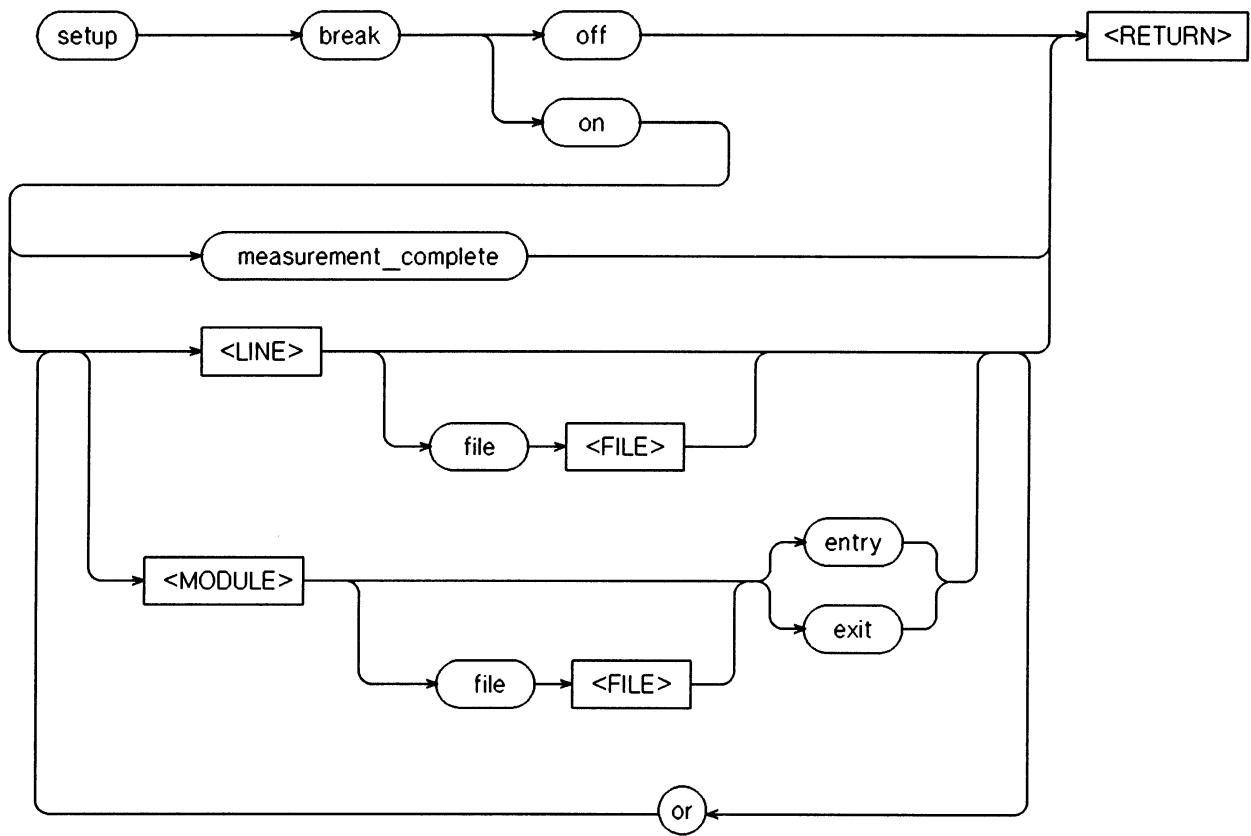 setup break off <RETURN>
on
measurement_complete
<LINE>
file <FILE>
entry
<MODULE>
exit
file <FILE>
or